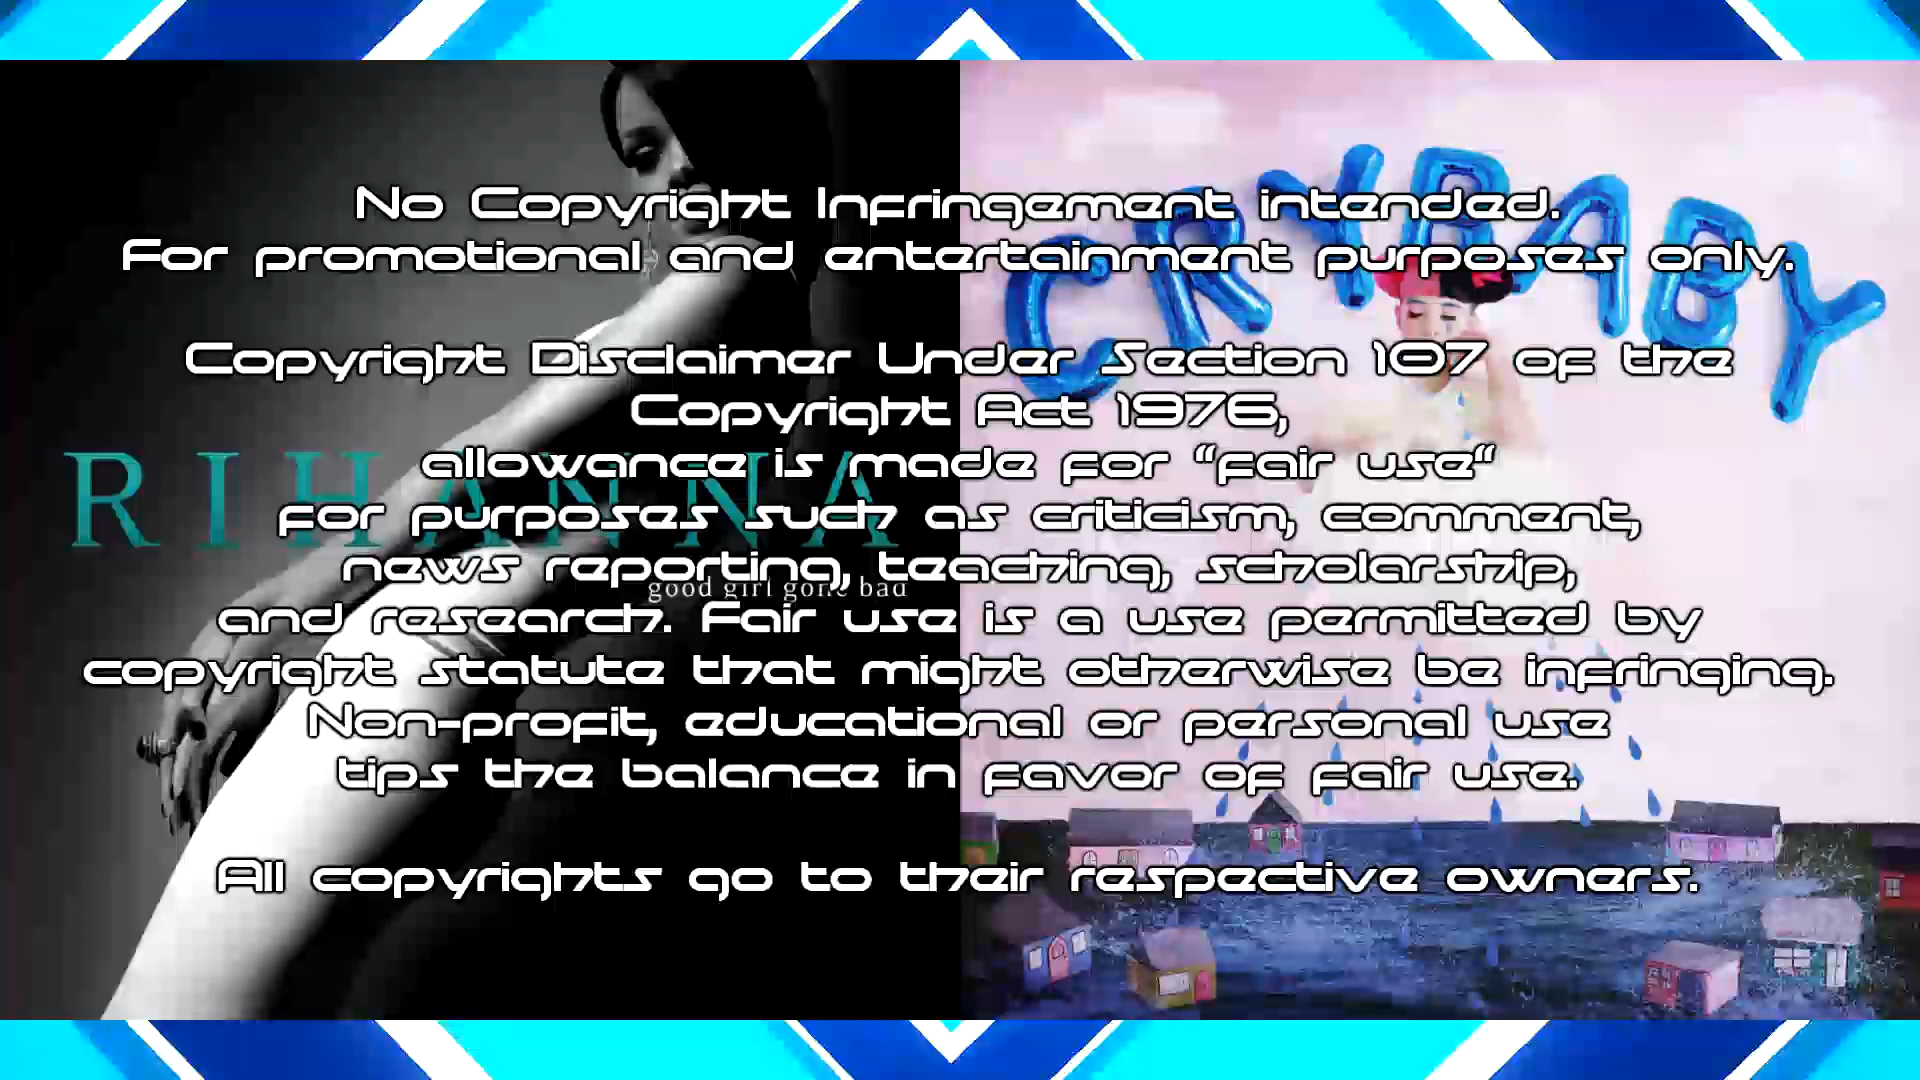 No Copyright Infringement intended.
For promotional and entertainment purposes only.
Copyright Disclaimer Under Section 107 of the
Copyright Act 1976,
allowance is made for “fair use“
for purposes such as criticism, comment,
news reporting, teaching, scholarship,
and research. Fair use is a use permitted by
copyright statute that might otherwise be infringing.
Non-profit, educational or personal use
tips the balance in favor of fair use.
All copyrights go to their respective owners.
RIHANNA
good girl gone bad
CRYBABY